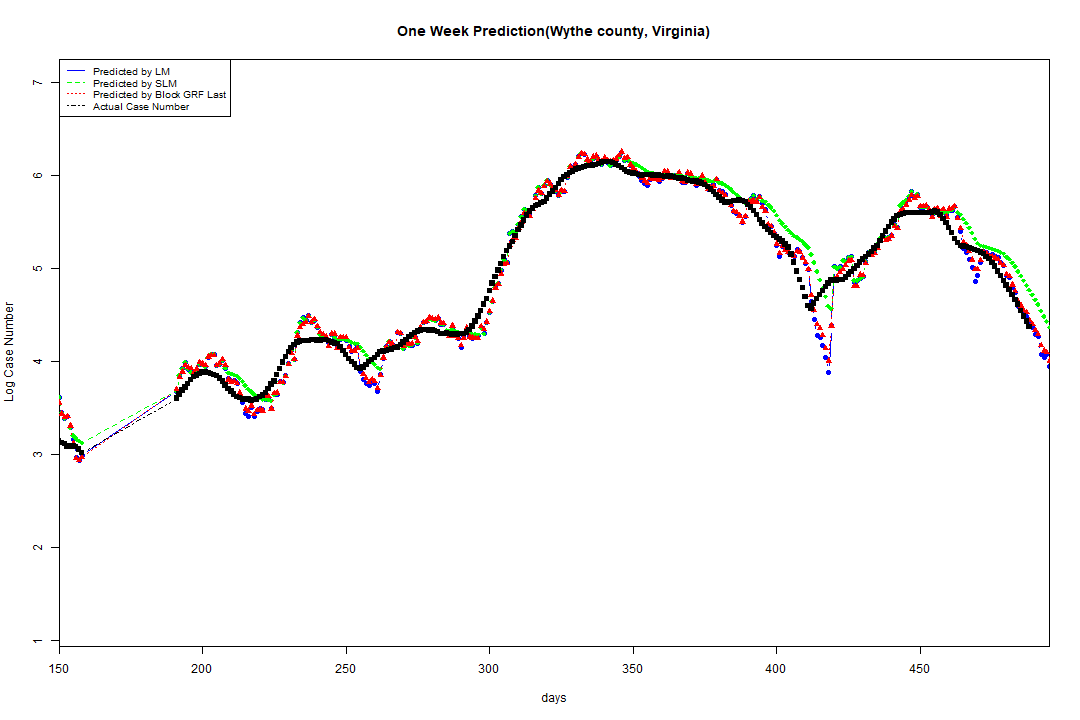 One Week Prediction(Wythe county, Virginia)
Predicted by LM
Predicted by SLM
Predicted by Block GRF Last
Actual Case Number
7
6
5
4
3
2
1
Log Case Number
150 200 250 300 350 400 450
days